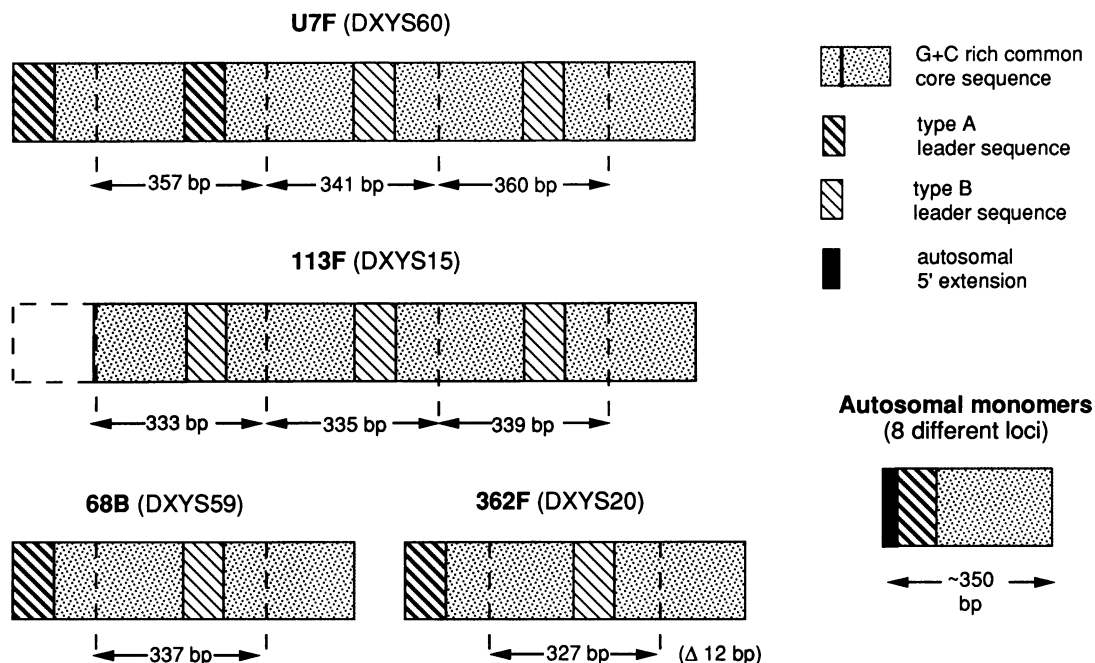 U7F (DXYS60)
357 bp
341 bp
360 bp
113F (DXYS15)
333 bp
335 bp
339 bp
68B (DXYS59)
337 bp
362F (DXYS20)
327 bp
(Δ 12 bp)
G+C rich common
core sequence
type A
leader sequence
type B
leader sequence
autosomal
5' extension
Autosomal monomers
(8 different loci)
~350
bp